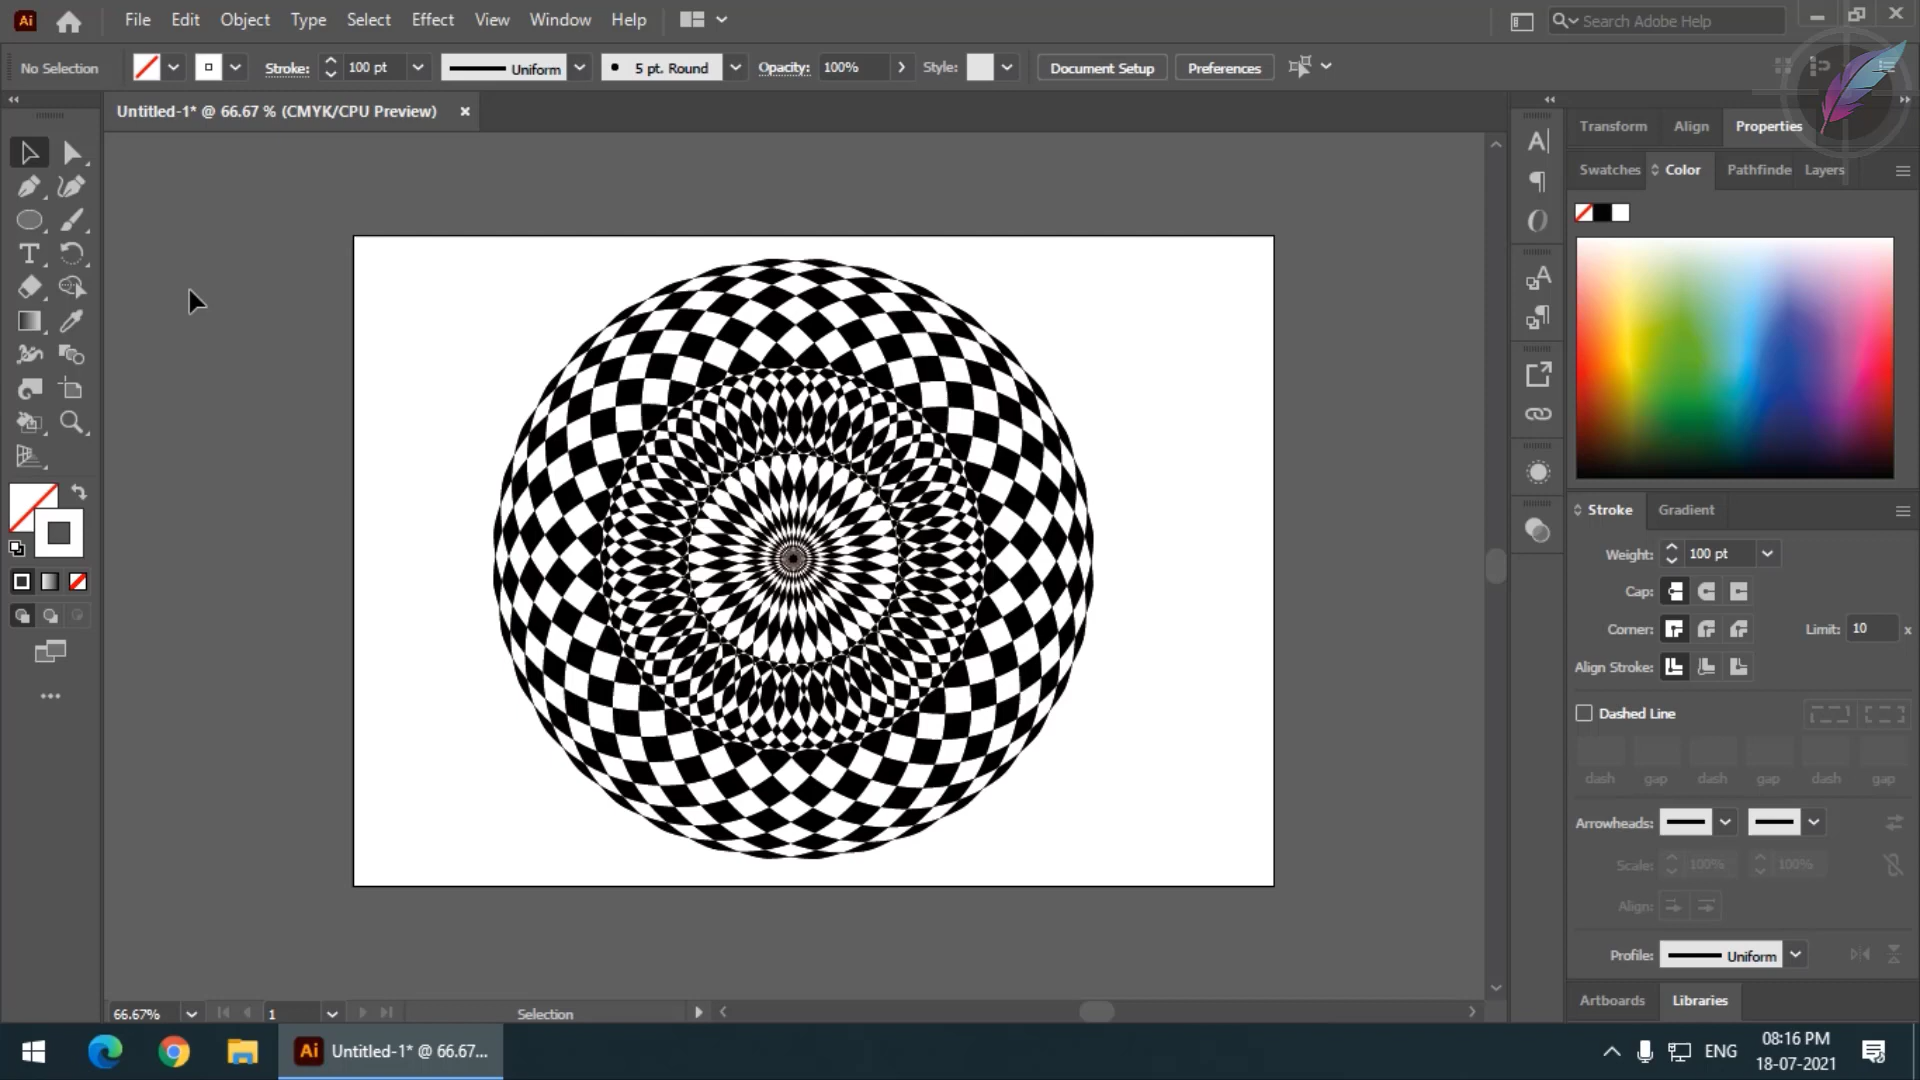 Ai File Edit Object Type Select Effect View Window Help Search Adobe Help
No Selection Stroke: 100 pt Uniform 5 pt. Round Opacity: 100% Style: Document Setup Preferences
Untitled-1* @ 66.67 % (CMYK/CPU Preview) ×
Transform Align Properties
Swatches Color Pathfinde Layers
Stroke Gradient
Weight: 100 pt
Cap:
Corner: Limit: 10 x
Align Stroke:
Dashed Line
dash gap dash gap dash gap
Arrowheads:
Scale: 100% 100%
Align:
Profile: Uniform
Artboards Libraries
66.67% 1 Selection
Ai Untitled-1* @ 66.67... ENG 08:16 PM
18-07-2021